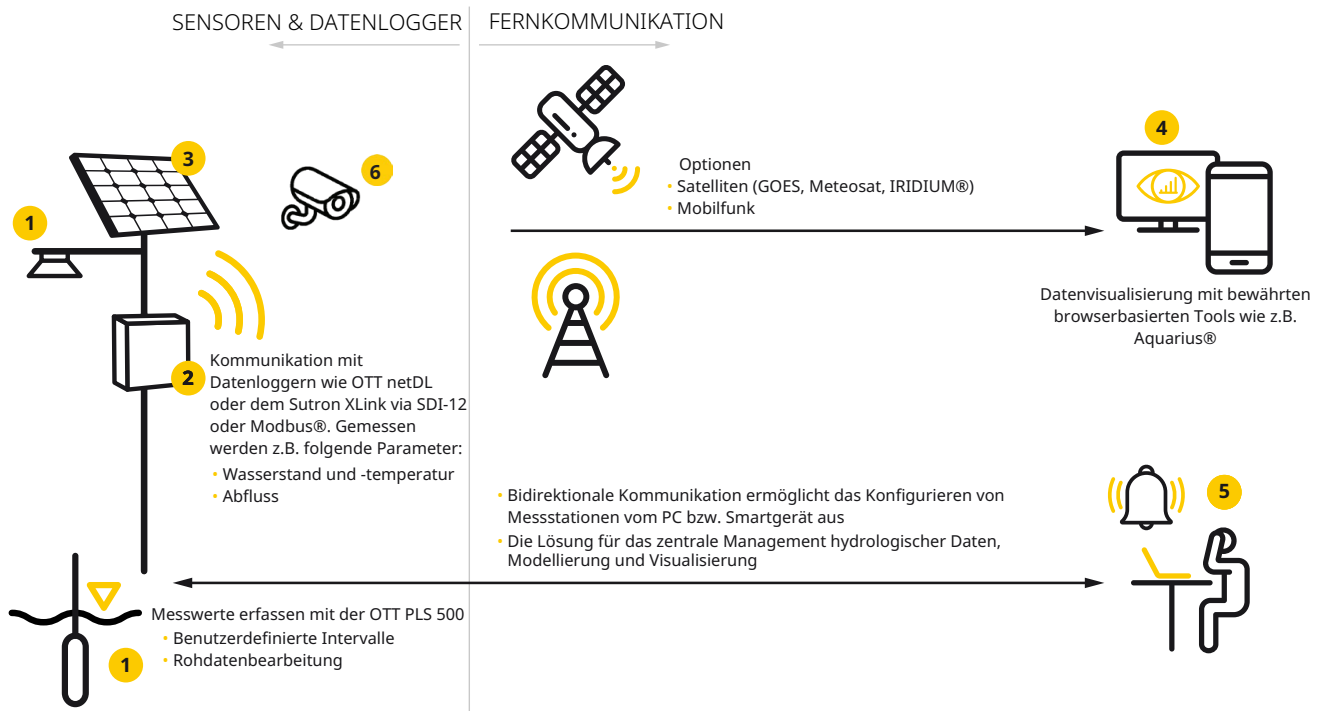 SENSOREN & DATENLOGGER
FERNKOMMUNIKATION
3
6
1
2
Kommunikation mit
Datenloggern wie OTT netDL
oder dem Sutron XLink via SDI-12
oder Modbus®. Gemessen
werden z.B. folgende Parameter:
• Wasserstand und -temperatur
• Abfluss
Messwerte erfassen mit der OTT PLS 500
• Benutzerdefinierte Intervalle
• Rohdatenbearbeitung
1
Optionen
• Satelliten (GOES, Meteosat, IRIDIUM®)
• Mobilfunk
4
Datenvisualisierung mit bewährten
browserbasierten Tools wie z.B.
Aquarius®
• Bidirektionale Kommunikation ermöglicht das Konfigurieren von
Messstationen vom PC bzw. Smartgerät aus
• Die Lösung für das zentrale Management hydrologischer Daten,
Modellierung und Visualisierung
5